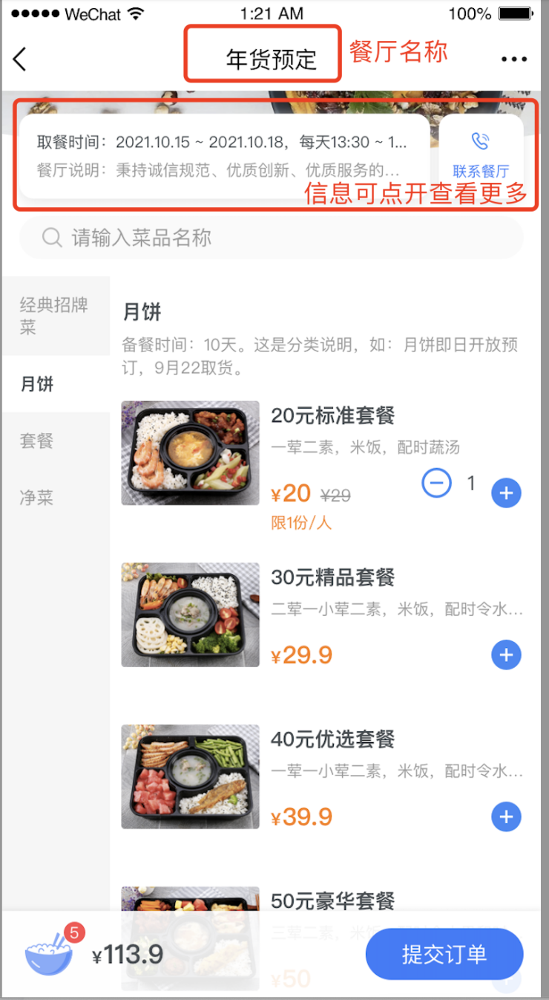 WeChat 1:21 AM 100%
年货预定
餐厅名称
取餐时间：2021.10.15 ~ 2021.10.18，每天13:30 ~ 1...
餐厅说明：秉持诚信规范、优质创新、优质服务的...
联系餐厅
信息可点开查看更多
请输入菜品名称
经典招牌
菜
月饼
套餐
净菜
月饼
备餐时间：10天。这是分类说明，如：月饼即日开放预
订，9月22取货。
20元标准套餐
一荤二素，米饭，配时蔬汤
¥20 ¥29
1
限1份/人
30元精品套餐
二荤一小荤二素，米饭，配时令水...
¥29.9
40元优选套餐
一荤一小荤二素，米饭，配时令水...
¥39.9
50元豪华套餐
三荤二素，米
¥50
5
¥113.9
提交订单